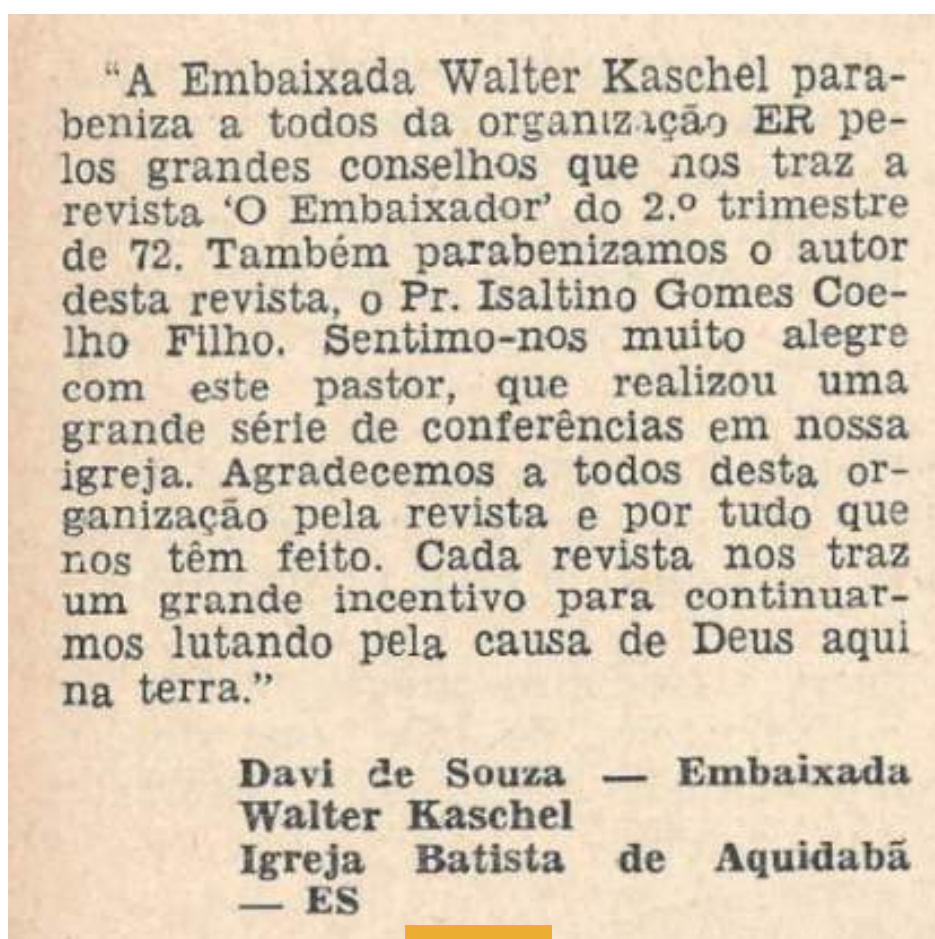 “A Embaixada Walter Kaschel para-
beniza a todos da organização ER pe-
los grandes conselhos que nos traz a
revista ‘O Embaixador’ do 2.º trimestre
de 72. Também parabenizamos o autor
desta revista, o Pr. Isaltino Gomes Coe-
lho Filho. Sentimo-nos muito alegre
com este pastor, que realizou uma
grande série de conferências em nossa
igreja. Agradecemos a todos desta or-
ganização pela revista e por tudo que
nos têm feito. Cada revista nos traz
um grande incentivo para continuar-
mos lutando pela causa de Deus aqui
na terra.”
Davi de Souza — Embaixada
Walter Kaschel
Igreja Batista de Aquidabã
— ES